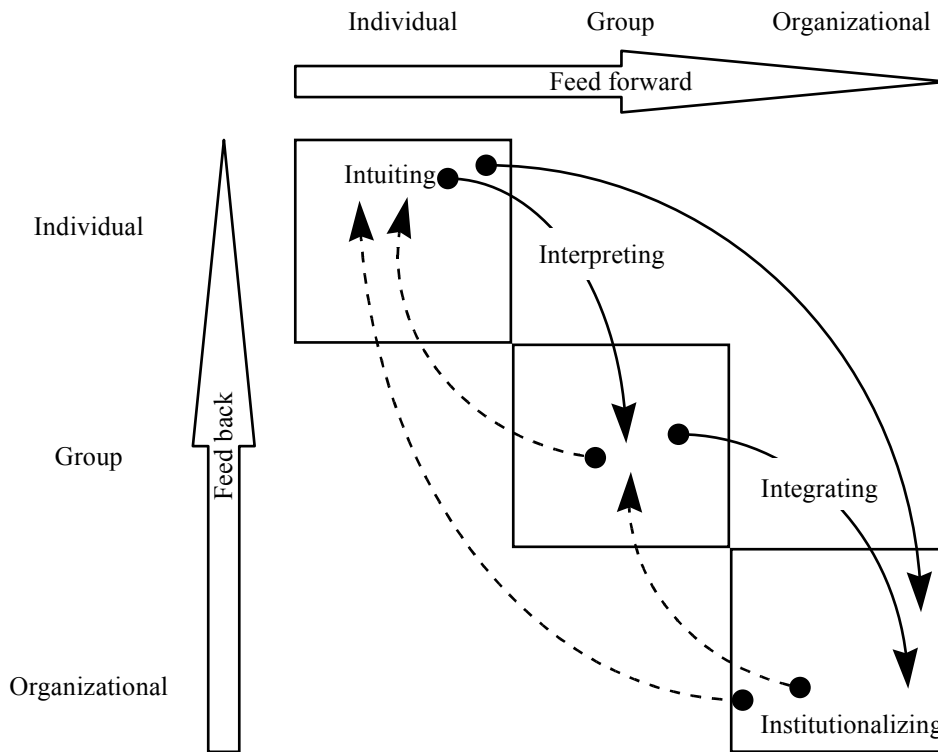 Individual Group Organizational
Feed forward
Intuiting
Individual
Interpreting
Feed back
Group
Integrating
Organizational
Institutionalizing